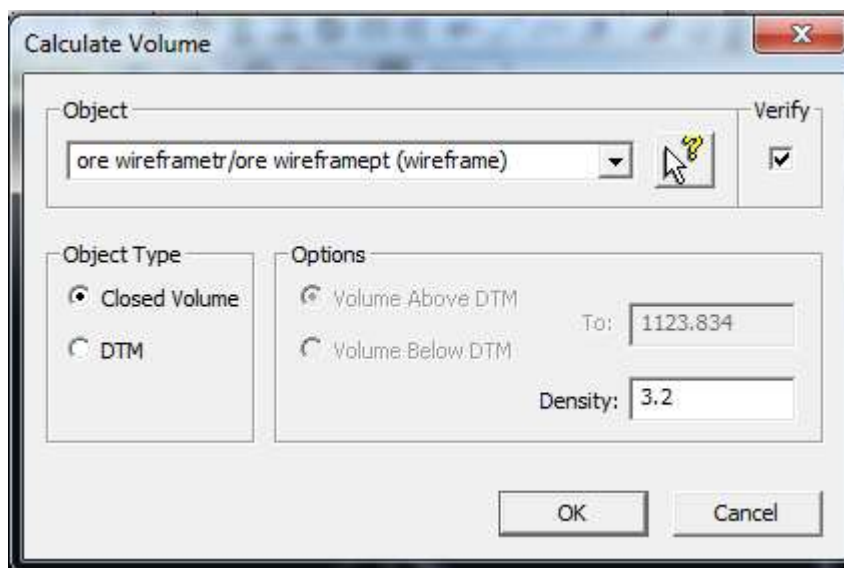 Calculate Volume
Object
Verify
ore wireframetr/ore wireframept (wireframe)
Object Type
Options
Closed Volume
Volume Above DTM
To: 1123.834
DTM
Volume Below DTM
Density: 3.2
OK
Cancel